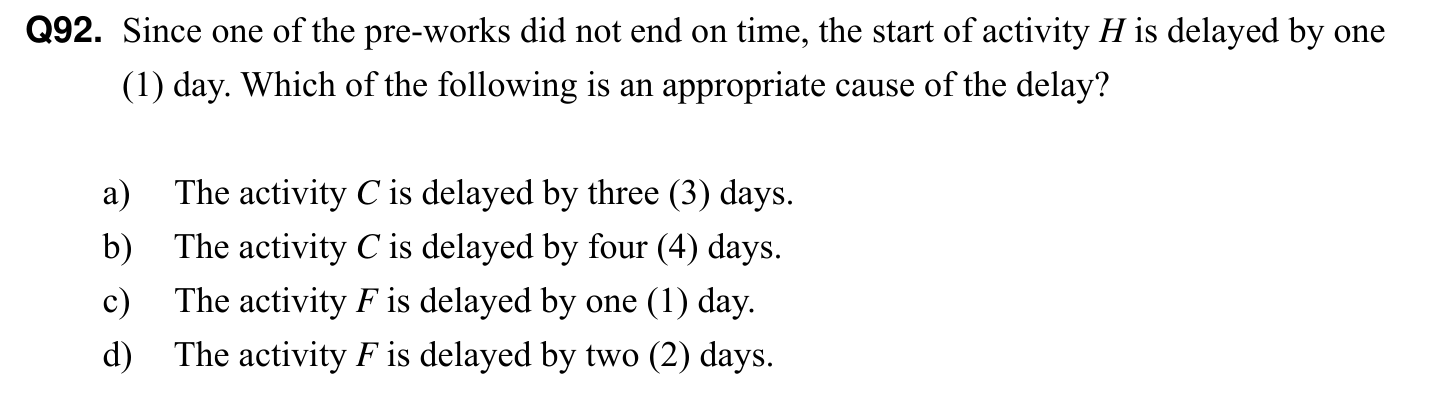 Q92. Since one of the pre-works did not end on time, the start of activity H is delayed by one
(1) day. Which of the following is an appropriate cause of the delay?
a) The activity C is delayed by three (3) days.
b) The activity C is delayed by four (4) days.
c) The activity F is delayed by one (1) day.
d) The activity F is delayed by two (2) days.